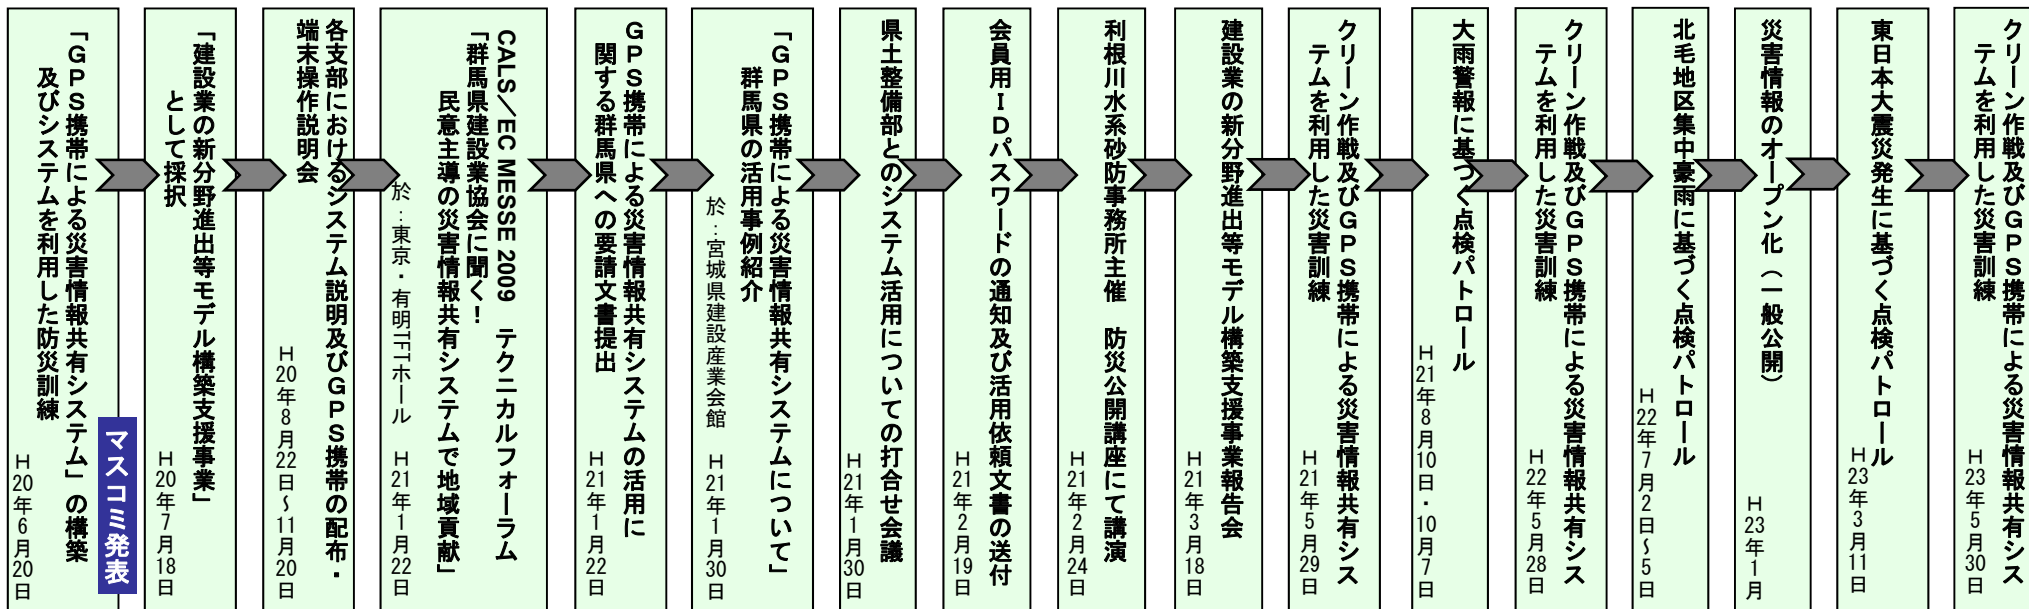 「ＧＰＳ携帯による災害情報共有システム」の構築
及びシステムを利用した防災訓練
Ｈ20年６月20日
マスコミ発表
「建設業の新分野進出等モデル構築支援事業」
として採択
Ｈ20年７月18日
各支部におけるシステム説明及びＧＰＳ携帯の配布・
端末操作説明会
Ｈ20年８月22日～11月20日
CALS／EC MESSE 2009　テクニカルフォーラム
「群馬県建設業協会に聞く！
民意主導の災害情報共有システムで地域貢献」
於：東京・有明TFTホール　Ｈ21年１月22日
ＧＰＳ携帯による災害情報共有システムの活用に
関する群馬県への要請文書提出
Ｈ21年１月22日
「ＧＰＳ携帯による災害情報共有システムについて」
群馬県の活用事例紹介
於：宮城県建設産業会館　Ｈ21年１月30日
県土整備部とのシステム活用についての打合せ会議
Ｈ21年１月30日
会員用ＩＤパスワードの通知及び活用依頼文書の送付
Ｈ21年２月19日
利根川水系砂防事務所主催　防災公開講座にて講演
Ｈ21年２月24日
建設業の新分野進出等モデル構築支援事業報告会
Ｈ21年３月18日
クリーン作戦及びＧＰＳ携帯による災害情報共有シス
テムを利用した災害訓練
Ｈ21年５月29日
大雨警報に基づく点検パトロール
Ｈ21年８月10日・10月７日
クリーン作戦及びＧＰＳ携帯による災害情報共有シス
テムを利用した災害訓練
Ｈ22年５月28日
北毛地区集中豪雨に基づく点検パトロール
Ｈ22年７月２日～５日
災害情報のオープン化（一般公開）
Ｈ23年１月
東日本大震災発生に基づく点検パトロール
Ｈ23年３月11日
クリーン作戦及びＧＰＳ携帯による災害情報共有シス
テムを利用した災害訓練
Ｈ23年５月30日